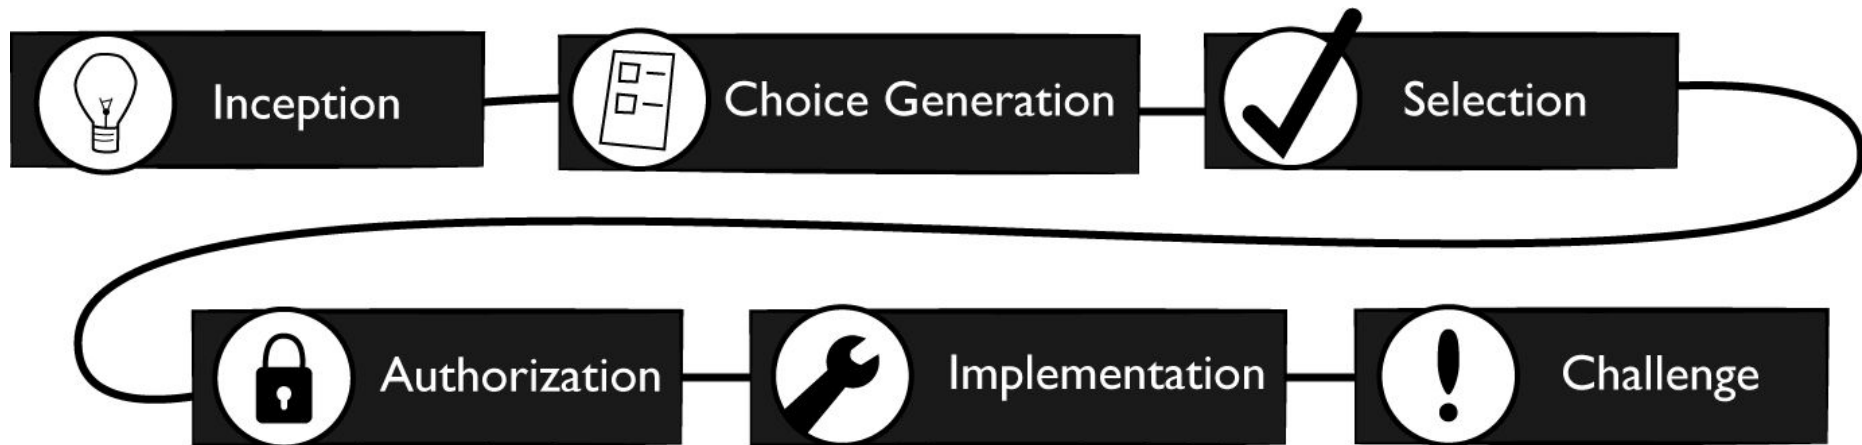 Inception
Choice Generation
Selection
Authorization
Implementation
Challenge